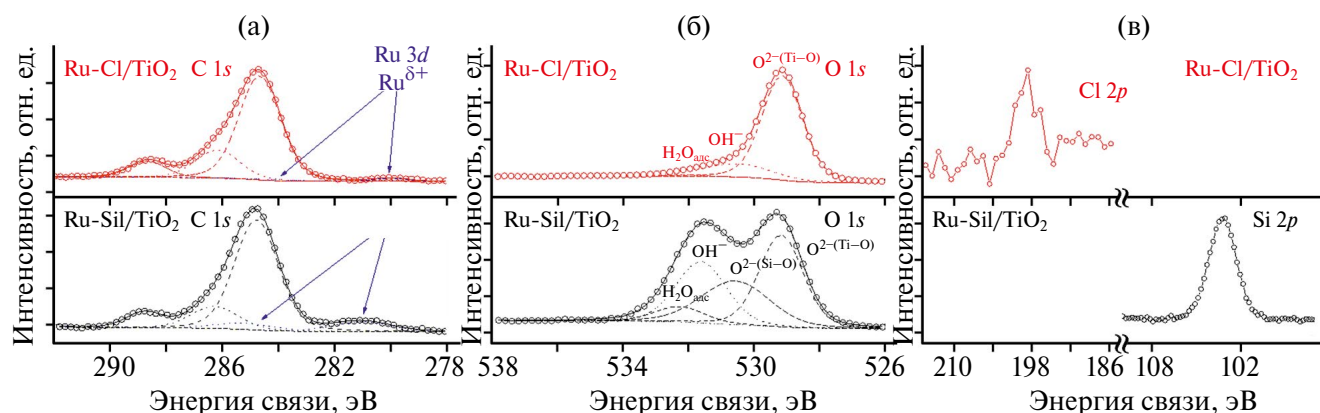 (а)
Интенсивность, отн. ед.
Ru-Cl/TiO2 C 1s
Ru 3d
Ruδ+
Ru-Sil/TiO2 C 1s
290 286 282 278
Энергия связи, эВ
(б)
Интенсивность, отн. ед.
Ru-Cl/TiO2
O2−(Ti−O)
O 1s
OH−
H2Oадс
Ru-Sil/TiO2
O 1s
OH−
O2−(Ti−O)
O2−(Si−O)
H2Oадс
538 534 530 526
Энергия связи, эВ
(в)
Интенсивность, отн. ед.
Ru-Cl/TiO2
Cl 2p
Ru-Sil/TiO2
Si 2p
210 198 186 108 102
Энергия связи, эВ